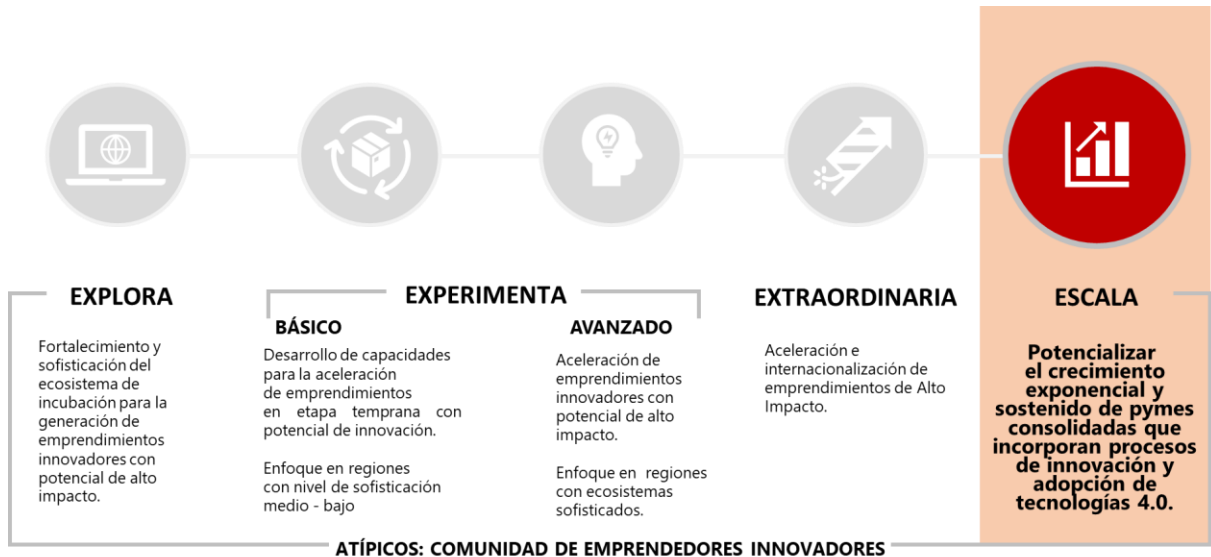 EXPLORA
Fortalecimiento y
sofisticación del
ecosistema de
incubación para la
generación de
emprendimientos
innovadores con
potencial de alto
impacto.
EXPERIMENTA
BÁSICO
Desarrollo de capacidades
para la aceleración
de emprendimientos
en etapa temprana con
potencial de innovación.
Enfoque en regiones
con nivel de sofisticación
medio - bajo
AVANZADO
Aceleración de
emprendimientos
innovadores con
potencial de alto
impacto.
Enfoque en regiones
con ecosistemas
sofisticados.
EXTRAORDINARIA
Aceleración e
internacionalización de
emprendimientos de Alto
Impacto.
ESCALA
Potencializar
el crecimiento
exponencial y
sostenido de pymes
consolidadas que
incorporan procesos
de innovación y
adopción de
tecnologías 4.0.
ATÍPICOS: COMUNIDAD DE EMPRENDEDORES INNOVADORES